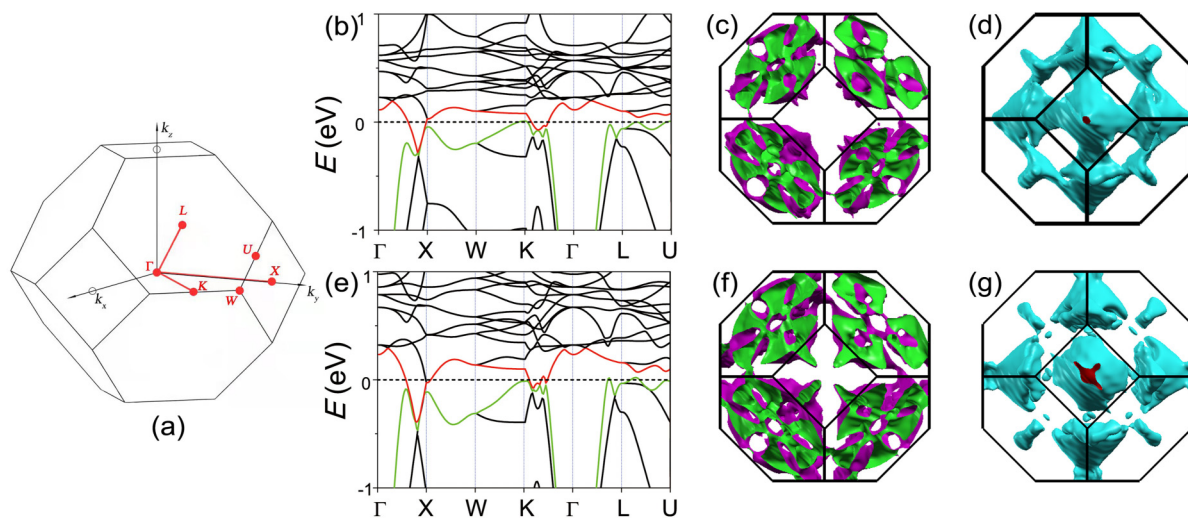 (b)
(c)
(d)
E(eV)
1
0
-1
Γ X W K Γ L U
k_z
L
U
Γ
X
K
k_x
W
k_y
(a)
(e)
(f)
(g)
E(eV)
1
0
-1
Γ X W K Γ L U